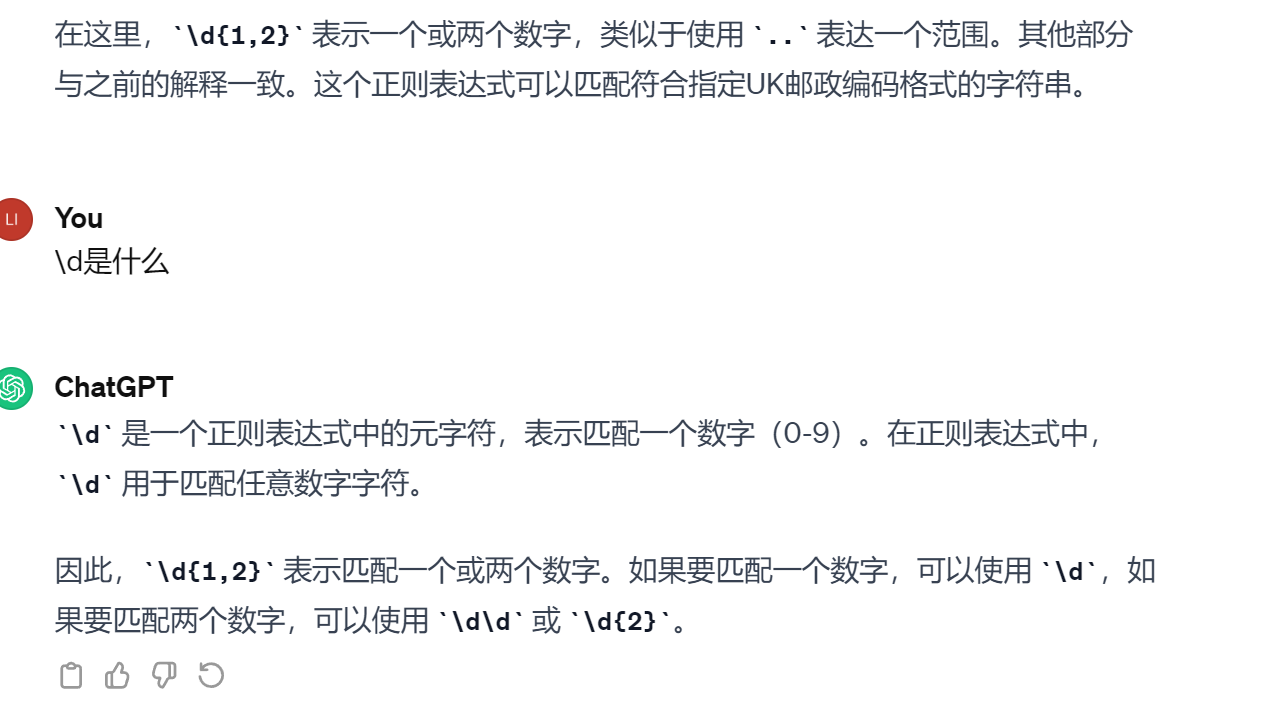 在这里，`\d{1,2}` 表示一个或两个数字，类似于使用 `..` 表达一个范围。其他部分
与之前的解释一致。这个正则表达式可以匹配符合指定UK邮政编码格式的字符串。
LI
You
\d是什么
ChatGPT
`\d` 是一个正则表达式中的元字符，表示匹配一个数字（0-9）。在正则表达式中，
`\d` 用于匹配任意数字字符。
因此，`\d{1,2}` 表示匹配一个或两个数字。如果要匹配一个数字，可以使用 `\d`，如
果要匹配两个数字，可以使用 `\d\d` 或 `\d{2}`。